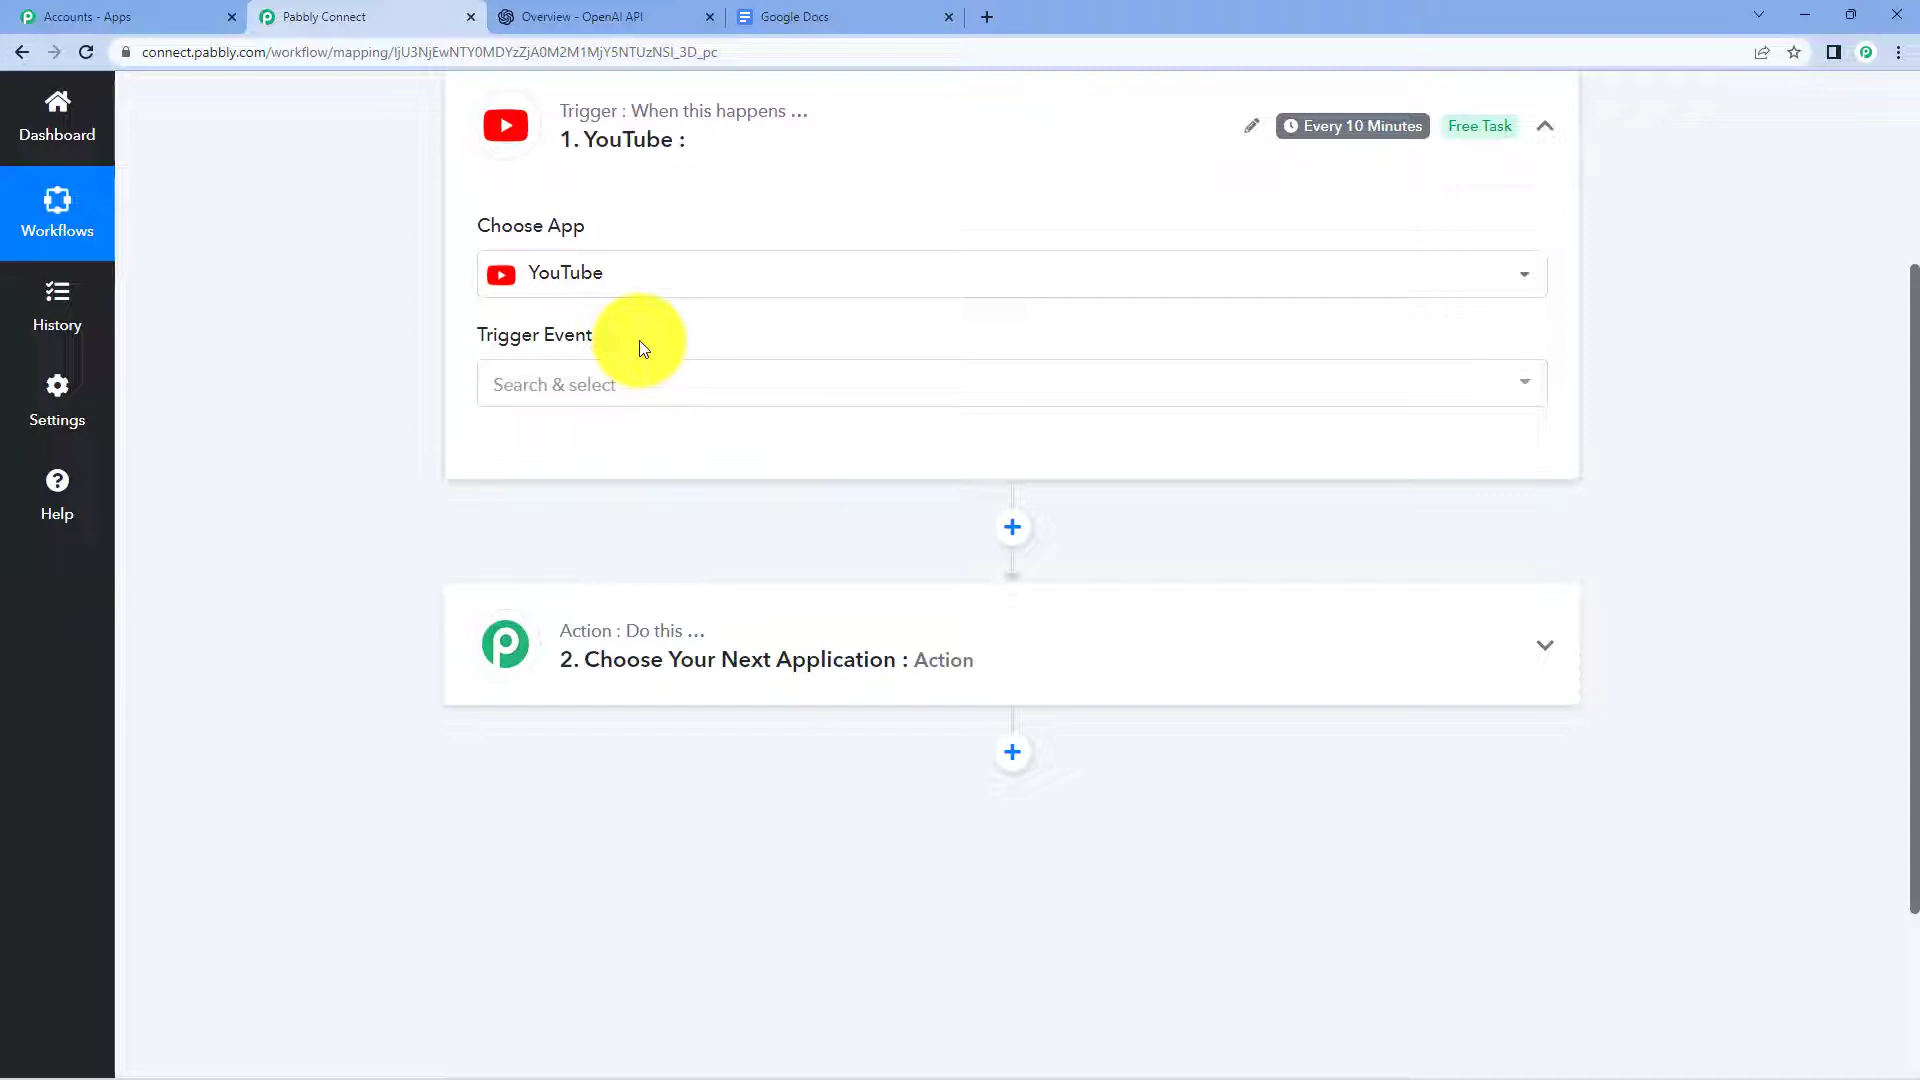 Accounts - Apps
Pabbly Connect
Overview - OpenAI API
Google Docs
connect.pabbly.com/workflow/mapping/IjU3NjEwNTY0MDYzZjA0M2M1MjY5NTUzNSI_3D_pc
Dashboard
Workflows
History
Settings
Help
Trigger : When this happens ...
1. YouTube :
Every 10 Minutes
Free Task
Choose App
YouTube
Trigger Event
Search & select
Action : Do this ...
2. Choose Your Next Application : Action